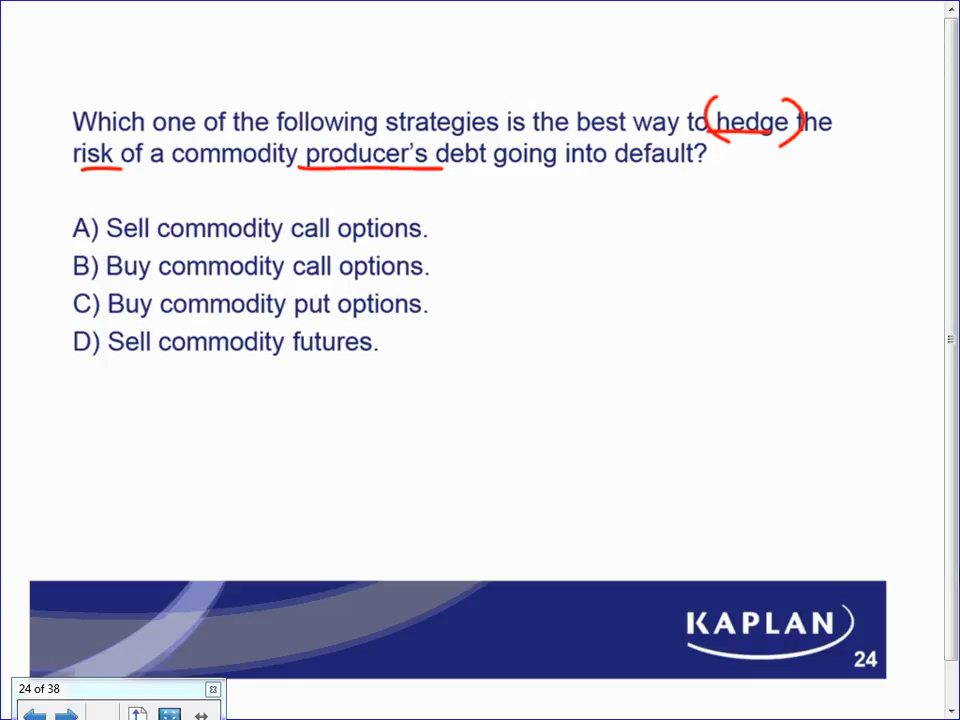 Which one of the following strategies is the best way to hedge the
risk of a commodity producer's debt going into default?
A) Sell commodity call options.
B) Buy commodity call options.
C) Buy commodity put options.
D) Sell commodity futures.
KAPLAN
24
24 of 38